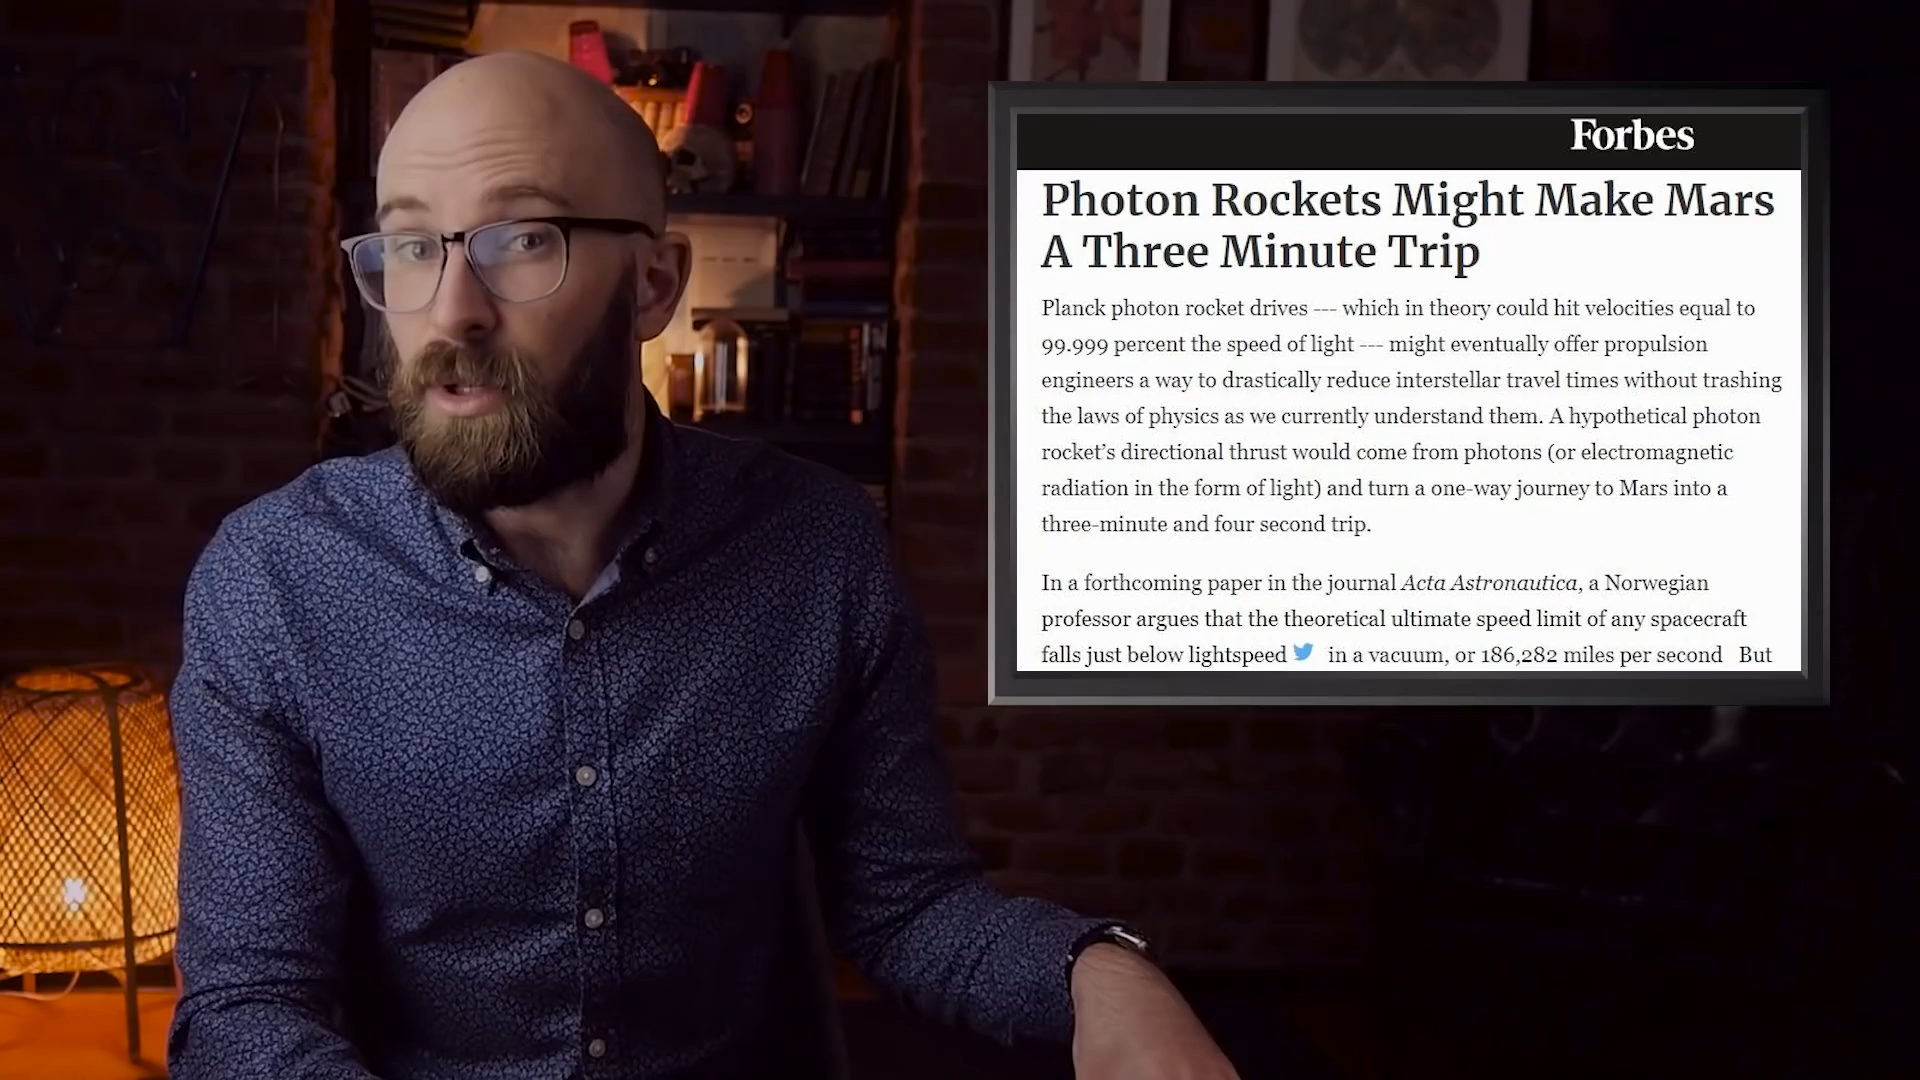 Forbes
Photon Rockets Might Make Mars
A Three Minute Trip
Planck photon rocket drives --- which in theory could hit velocities equal to
99.999 percent the speed of light --- might eventually offer propulsion
engineers a way to drastically reduce interstellar travel times without trashing
the laws of physics as we currently understand them. A hypothetical photon
rocket’s directional thrust would come from photons (or electromagnetic
radiation in the form of light) and turn a one-way journey to Mars into a
three-minute and four second trip.
In a forthcoming paper in the journal Acta Astronautica, a Norwegian
professor argues that the theoretical ultimate speed limit of any spacecraft
falls just below lightspeed in a vacuum, or 186,282 miles per second But